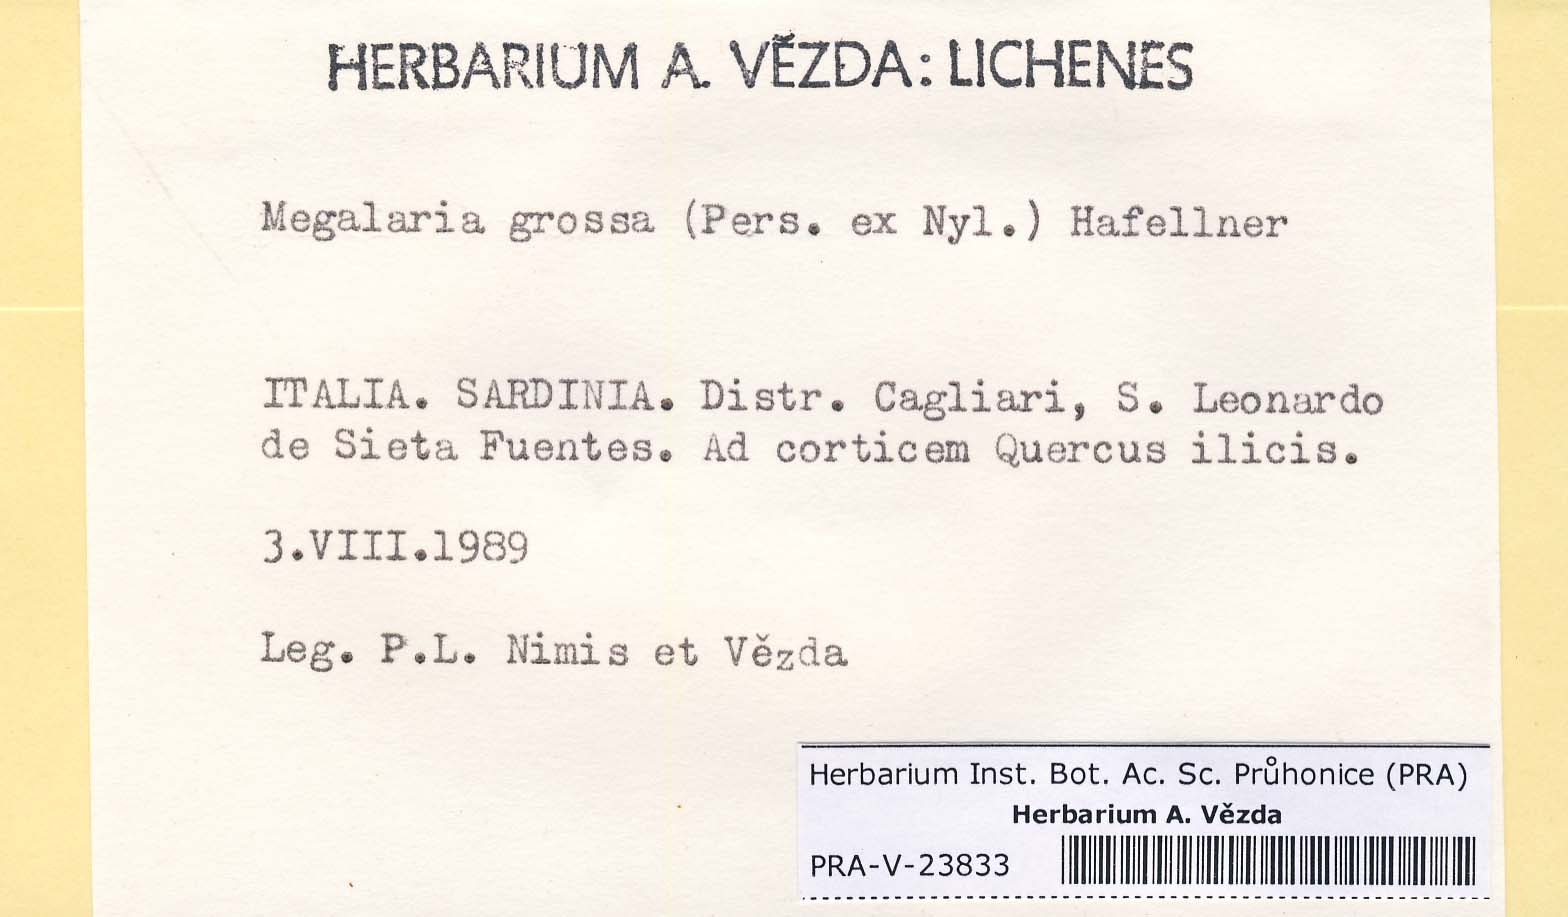 HERBARIUM A. VĚZDA: LICHENES
Megalaria grossa (Pers. ex Nyl.) Hafellner
ITALIA. SARDINIA. Distr. Cagliari, S. Leonardo
de Sieta Fuentes. Ad corticem Quercus ilicis.
3.VIII.1989
Leg. P.L. Nimis et Vězda
Herbarium Inst. Bot. Ac. Sc. Průhonice (PRA)
Herbarium A. Vězda
PRA-V-23833